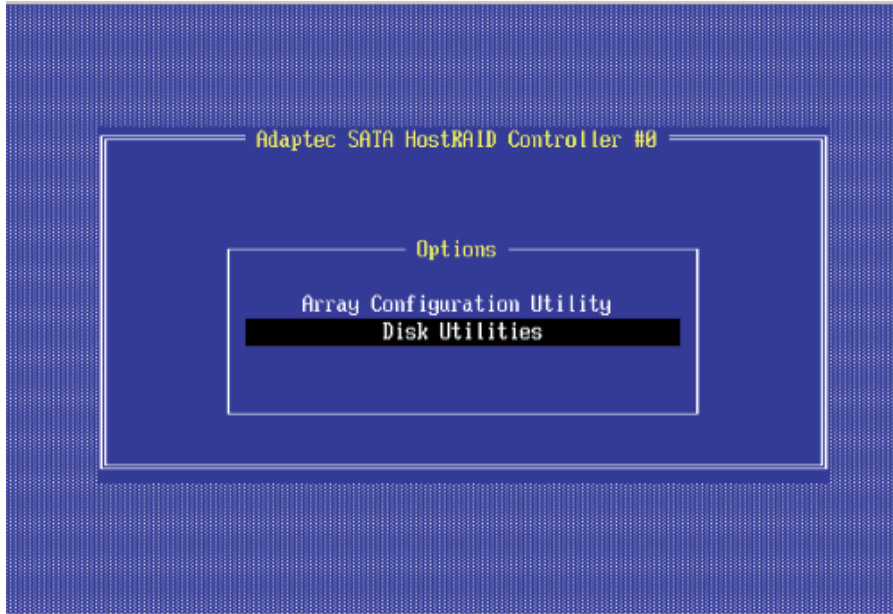 Adaptec SATA HostRAID Controller #0
Options
Array Configuration Utility
Disk Utilities